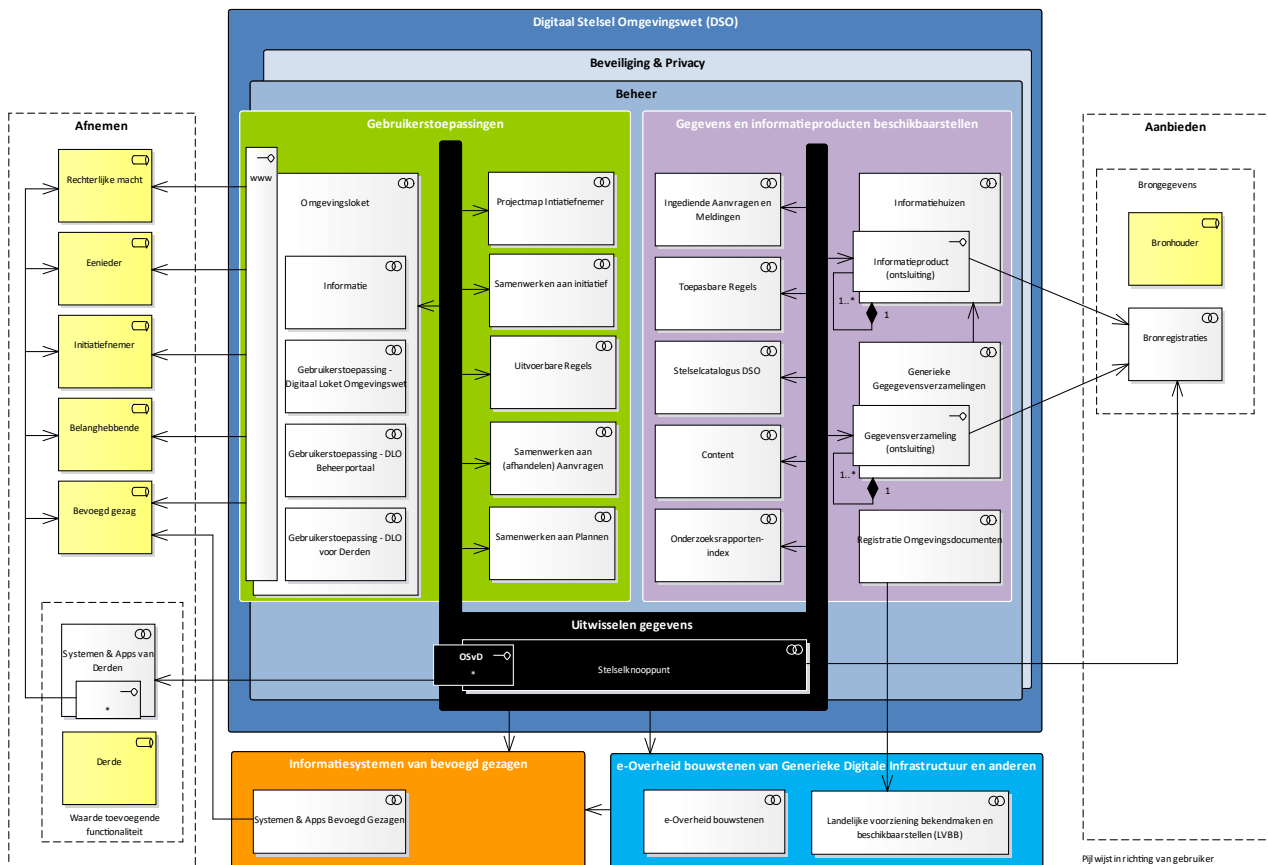 Digitaal Stelsel Omgevingswet (DSO)
Beveiliging & Privacy
Beheer
Afnemen
Rechterlijke macht
Eenieder
Initiatiefnemer
Belanghebbende
Bevoegd gezag
Systemen & Apps van
Derden
*
Derde
Waarde toevoegende
functionaliteit
Gebruikerstoepassingen
www
Omgevingsloket
Informatie
Gebruikerstoepassing -
Digitaal Loket Omgevingswet
Gebruikerstoepassing - DLO
Beheerportaal
Gebruikerstoepassing - DLO
voor Derden
Projectmap Intiatiefnemer
Samenwerken aan initiatief
Uitvoerbare Regels
Samenwerken aan
(afhandelen) Aanvragen
Samenwerken aan Plannen
Gegevens en informatieproducten beschikbaarstellen
Ingediende Aanvragen en
Meldingen
Toepasbare Regels
Stelselcatalogus DSO
Content
Onderzoeksrapporten-
index
Informatiehuizen
Informatieproduct
(ontsluiting)
1..*
1
Generieke
Gegegevensverzamelingen
Gegevensverzameling
(ontsluiting)
1..*
1
Registratie Omgevingsdocumenten
Uitwisselen gegevens
OSvD
*
Stelselknooppunt
Aanbieden
Brongegevens
Bronhouder
Bronregistraties
Informatiesystemen van bevoegd gezagen
Systemen & Apps Bevoegd Gezagen
e-Overheid bouwstenen van Generieke Digitale Infrastructuur en anderen
e-Overheid bouwstenen
Landelijke voorziening bekendmaken en
beschikbaarstellen (LVBB)
Pijl wijst in richting van gebruiker